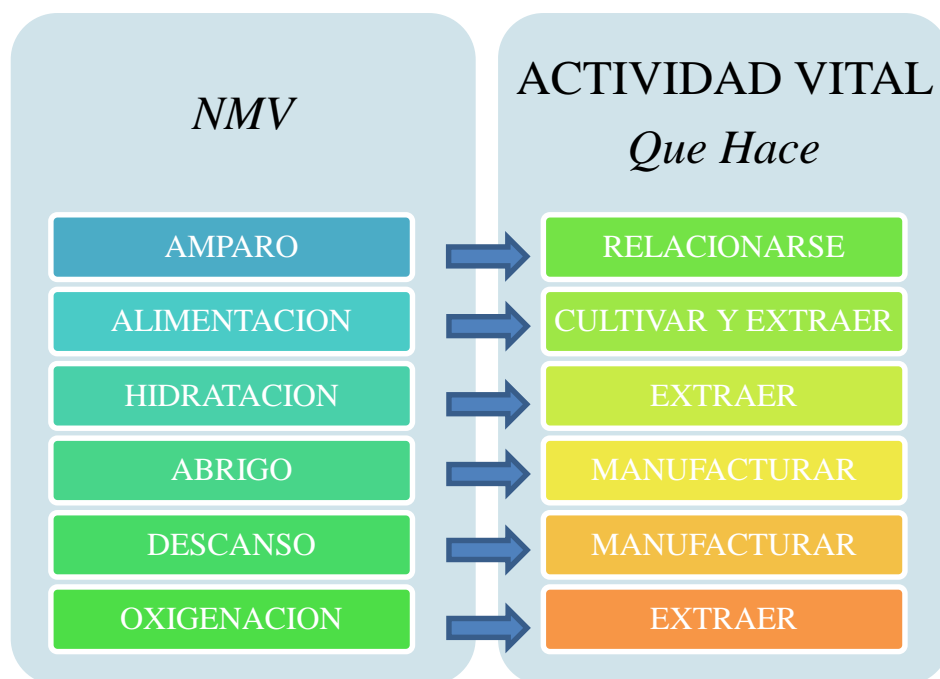 NMV
ACTIVIDAD VITAL
Que Hace
AMPARO
RELACIONARSE
ALIMENTACION
CULTIVAR Y EXTRAER
HIDRATACION
EXTRAER
ABRIGO
MANUFACTURAR
DESCANSO
MANUFACTURAR
OXIGENACION
EXTRAER